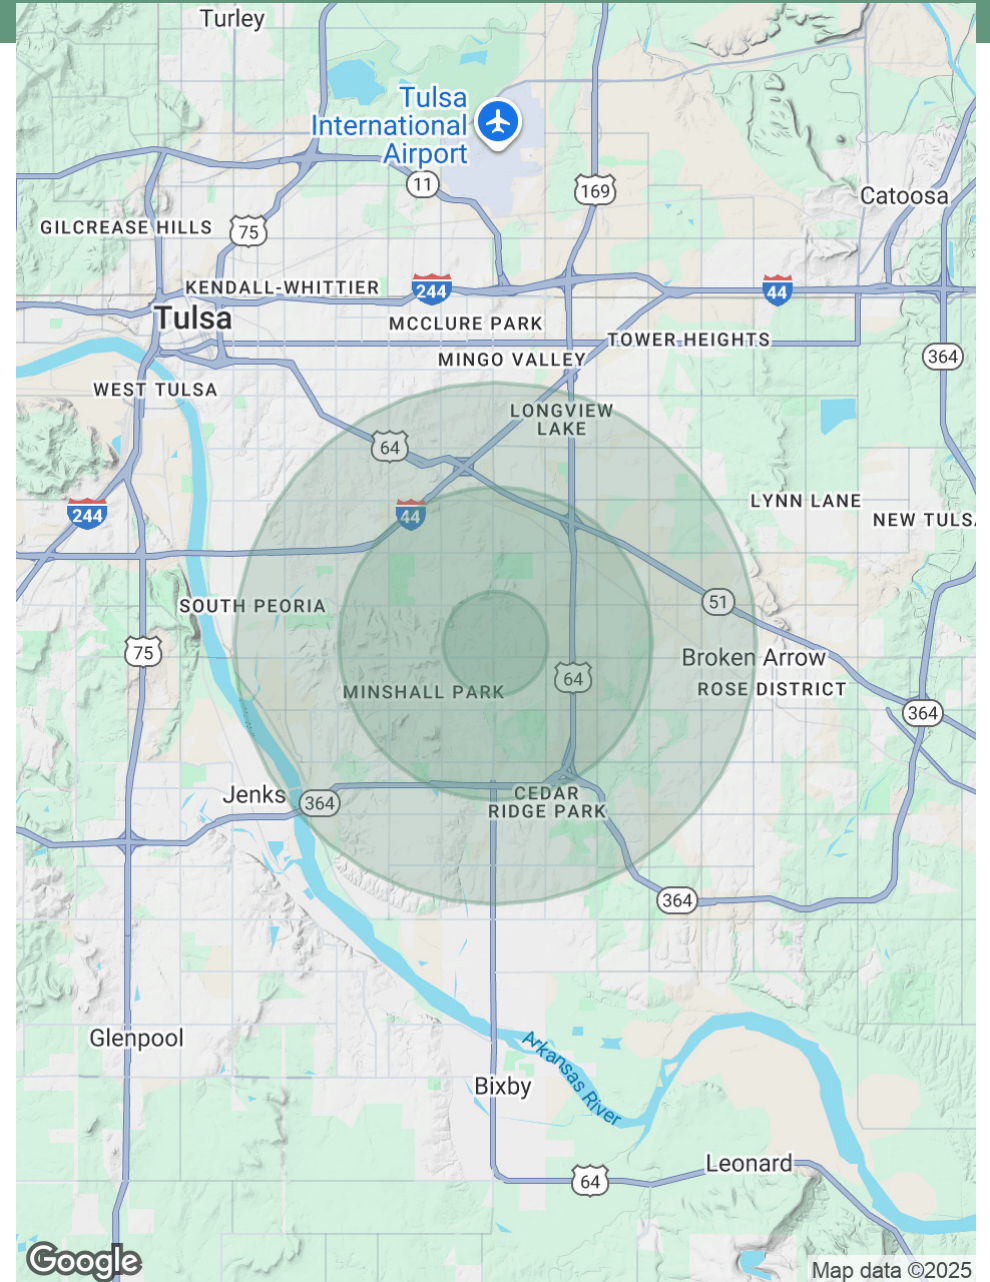 Turley
Tulsa
International
Airport
11
169
Catoosa
GILCREASE HILLS
75
KENDALL-WHITTIER
244
44
Tulsa
MCCLURE PARK
TOWER HEIGHTS
MINGO VALLEY
364
WEST TULSA
LONGVIEW
LAKE
64
LYNN LANE
244
44
NEW TULSA
51
SOUTH PEORIA
75
Broken Arrow
64
MINSHALL PARK
ROSE DISTRICT
364
Jenks
364
CEDAR
RIDGE PARK
364
Glenpool
Arkansas River
Bixby
Leonard
64
Google
Map data ©2025